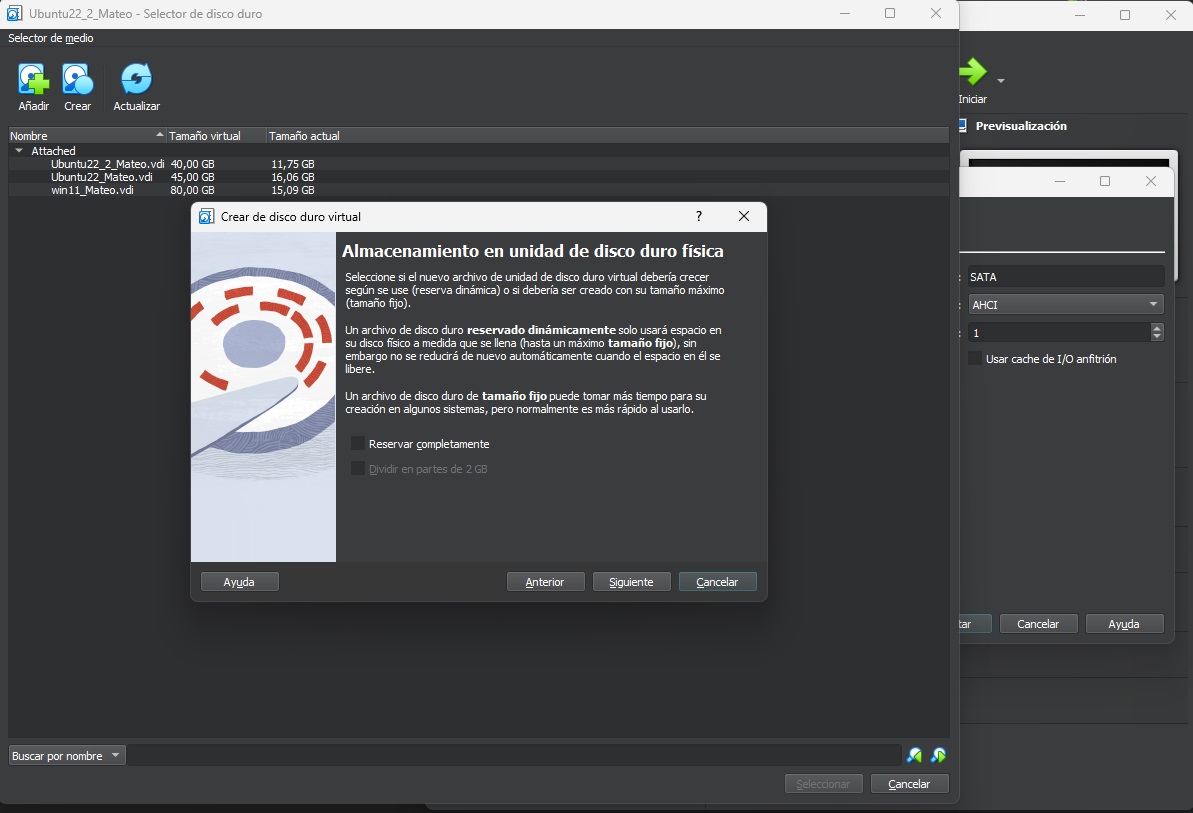 Ubuntu22_2_Mateo - Selector de disco duro
Selector de medio
Añadir
Crear
Actualizar
Nombre Tamaño virtual Tamaño actual
Attached
Ubuntu22_2_Mateo.vdi 40,00 GB 11,75 GB
Ubuntu22_Mateo.vdi 45,00 GB 16,06 GB
win11_Mateo.vdi 80,00 GB 15,09 GB
Crear de disco duro virtual
?
Almacenamiento en unidad de disco duro física
Seleccione si el nuevo archivo de unidad de disco duro virtual debería crecer
según se use (reserva dinámica) o si debería ser creado con su tamaño máximo
(tamaño fijo).
Un archivo de disco duro reservado dinámicamente solo usará espacio en
su disco físico a medida que se llena (hasta un máximo tamaño fijo), sin
embargo no se reducirá de nuevo automáticamente cuando el espacio en él se
libere.
Un archivo de disco duro de tamaño fijo puede tomar más tiempo para su
creación en algunos sistemas, pero normalmente es más rápido al usarlo.
Reservar completamente
Dividir en partes de 2 GB
Ayuda
Anterior
Siguiente
Cancelar
Buscar por nombre
Seleccionar
Cancelar
Iniciar
Previsualización
: SATA
: AHCI
: 1
Usar cache de I/O anfitrión
tar
Cancelar
Ayuda